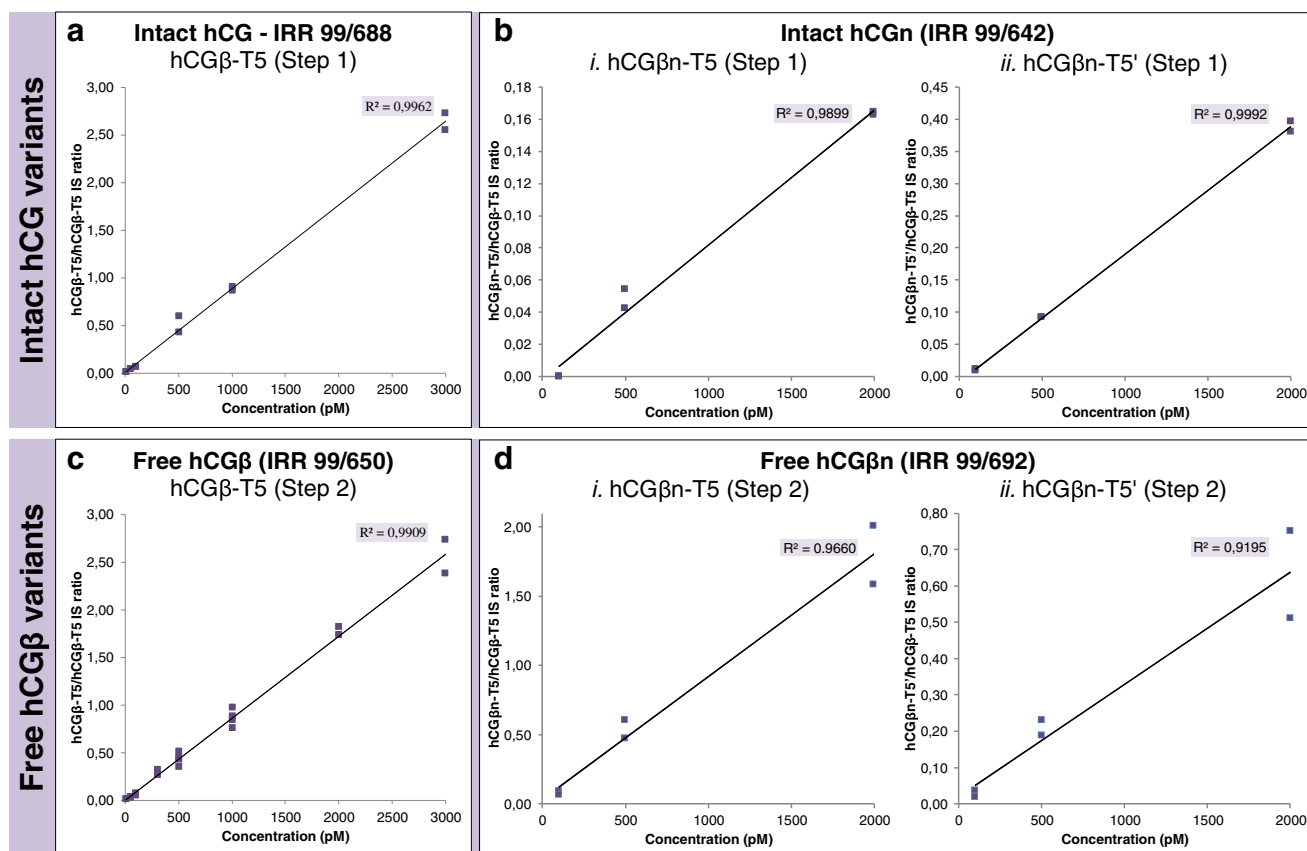 Intact hCG variants
a
Intact hCG - IRR 99/688
hCGβ-T5 (Step 1)
hCGβ-T5/hCGβ-T5 IS ratio
3,00
2,50
2,00
1,50
1,00
0,50
0,00
R² = 0,9962
0 500 1000 1500 2000 2500 3000
Concentration (pM)
b
Intact hCGn (IRR 99/642)
i. hCGβn-T5 (Step 1)
hCGβn-T5/hCGβ-T5 IS ratio
0,18
0,16
0,14
0,12
0,10
0,08
0,06
0,04
0,02
0,00
R² = 0,9899
0 500 1000 1500 2000
Concentration (pM)
ii. hCGβn-T5' (Step 1)
hCGβn-T5'/hCGβ-T5 IS ratio
0,45
0,40
0,35
0,30
0,25
0,20
0,15
0,10
0,05
0,00
R² = 0,9992
0 500 1000 1500 2000
Concentration (pM)
Free hCGβ variants
c
Free hCGβ (IRR 99/650)
hCGβ-T5 (Step 2)
hCGβ-T5/hCGβ-T5 IS ratio
3,00
2,50
2,00
1,50
1,00
0,50
0,00
R² = 0,9909
0 500 1000 1500 2000 2500 3000
Concentration (pM)
d
Free hCGβn (IRR 99/692)
i. hCGβn-T5 (Step 2)
hCGβn-T5/hCGβ-T5 IS ratio
2,00
1,50
1,00
0,50
0,00
R² = 0.9660
0 500 1000 1500 2000
Concentration (pM)
ii. hCGβn-T5' (Step 2)
hCGβn-T5'/hCGβ-T5 IS ratio
0,80
0,70
0,60
0,50
0,40
0,30
0,20
0,10
0,00
R² = 0,9195
0 500 1000 1500 2000
Concentration (pM)